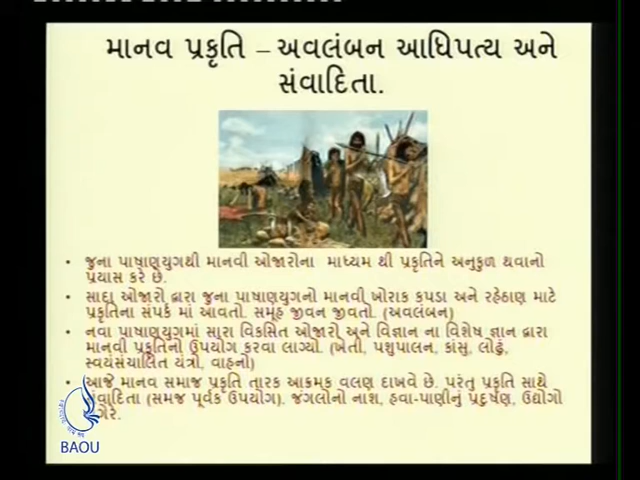 માનવ પ્રકૃતિ – અવલંબન આધિપત્ય અને
સંવાદિતા.
• જુના પાષાણયુગથી માનવી ઓજારોના માધ્યમ થી પ્રકૃતિને અનુકુળ થવાનો
પ્રયાસ કરે છે.
• સાદા ઓજારો દ્વારા જુના પાષાણયુગનો માનવી ખોરાક કપડા અને રહેઠાણ માટે
પ્રકૃતિના સંપર્ક માં આવતો. સમૂહ જીવન જીવતો. (અવલંબન)
• નવા પાષાણયુગમાં સારા વિકસિત ઓજારો અને વિજ્ઞાન ના વિશેષ જ્ઞાન દ્વારા
માનવી પ્રકૃતિનો ઉપયોગ કરવા લાગ્યો. (ખેતી, પશુપાલન, કાંસુ, લોઢું,
સ્વયંસંચાલિત યંત્રો, વાહનો)
• આજે માનવ સમાજ પ્રકૃતિ તારક આક્રમક વલણ દાખવે છે. પરંતુ પ્રકૃતિ સાથે
સંવાદિતા (સમજ પૂર્વક ઉપયોગ). જંગલોનો નાશ, હવા-પાણીનું પ્રદુર્ષણ, ઉદ્યોગો
વગેરે.
BAOU